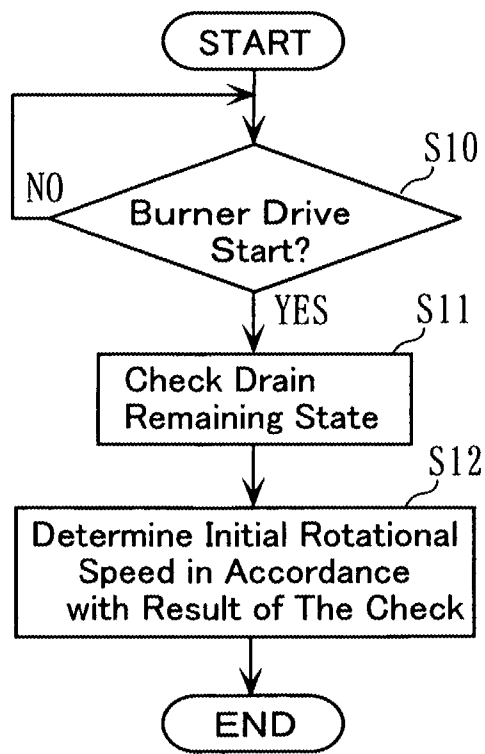 START
S10
NO
Burner Drive
Start?
YES
S11
Check Drain
Remaining State
S12
Determine Initial Rotational
Speed in Accordance
with Result of The Check
END